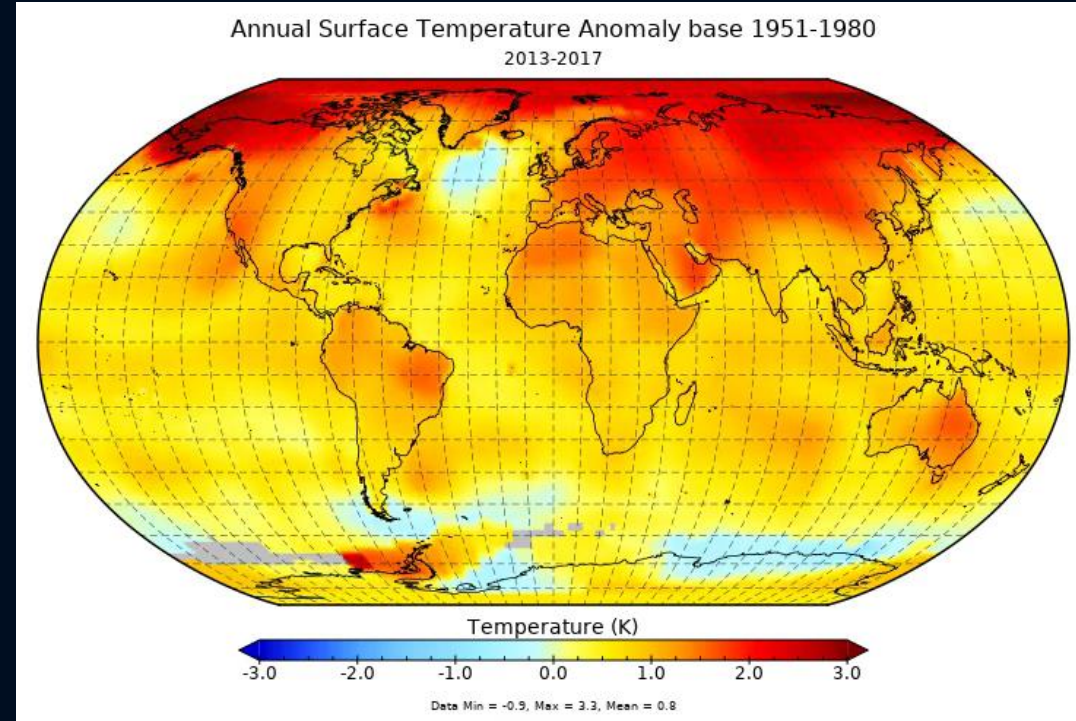 Annual Surface Temperature Anomaly base 1951-1980
2013-2017
Temperature (K)
-3.0 -2.0 -1.0 0.0 1.0 2.0 3.0
Data Min = -0.9, Max = 3.3, Mean = 0.8